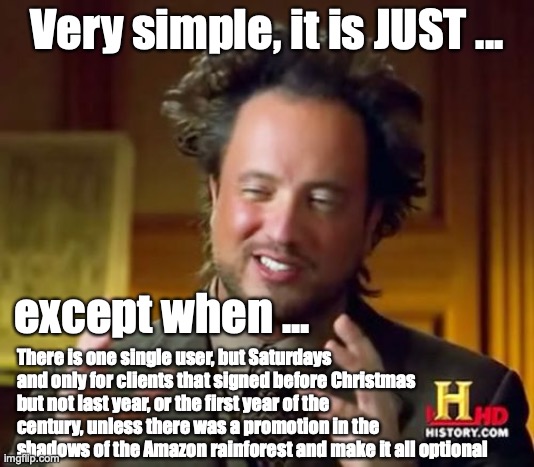 Very simple, it is JUST ...
except when ...
There is one single user, but Saturdays
and only for clients that signed before Christmas
but not last year, or the first year of the
century, unless there was a promotion in the
shadows of the Amazon rainforest and make it all optional
H HD
HISTORY.COM
imgflip.com